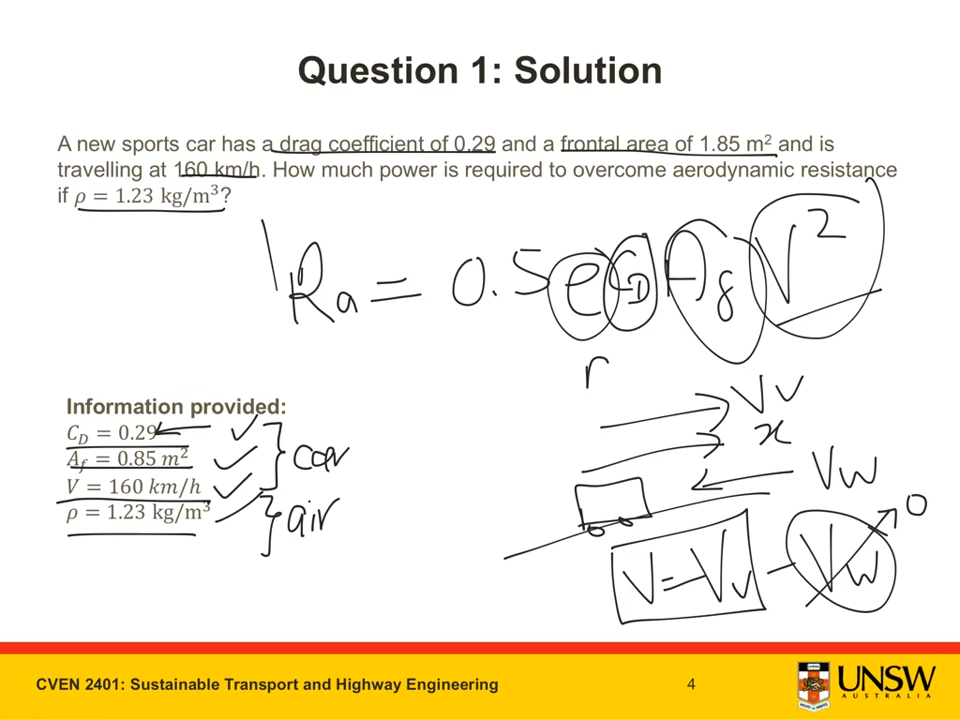 Question 1: Solution
A new sports car has a drag coefficient of 0.29 and a frontal area of 1.85 m² and is
travelling at 160 km/h. How much power is required to overcome aerodynamic resistance
if ρ = 1.23 kg/m³?
Ra = 0.5 ρ CD Af V²
r
Information provided:
C_D = 0.29
A_f = 0.85 m²
V = 160 km/h
ρ = 1.23 kg/m³
car
air
Vv
x
Vw
V = Vv - Vw
0
CVEN 2401: Sustainable Transport and Highway Engineering
4
UNSW
AUSTRALIA